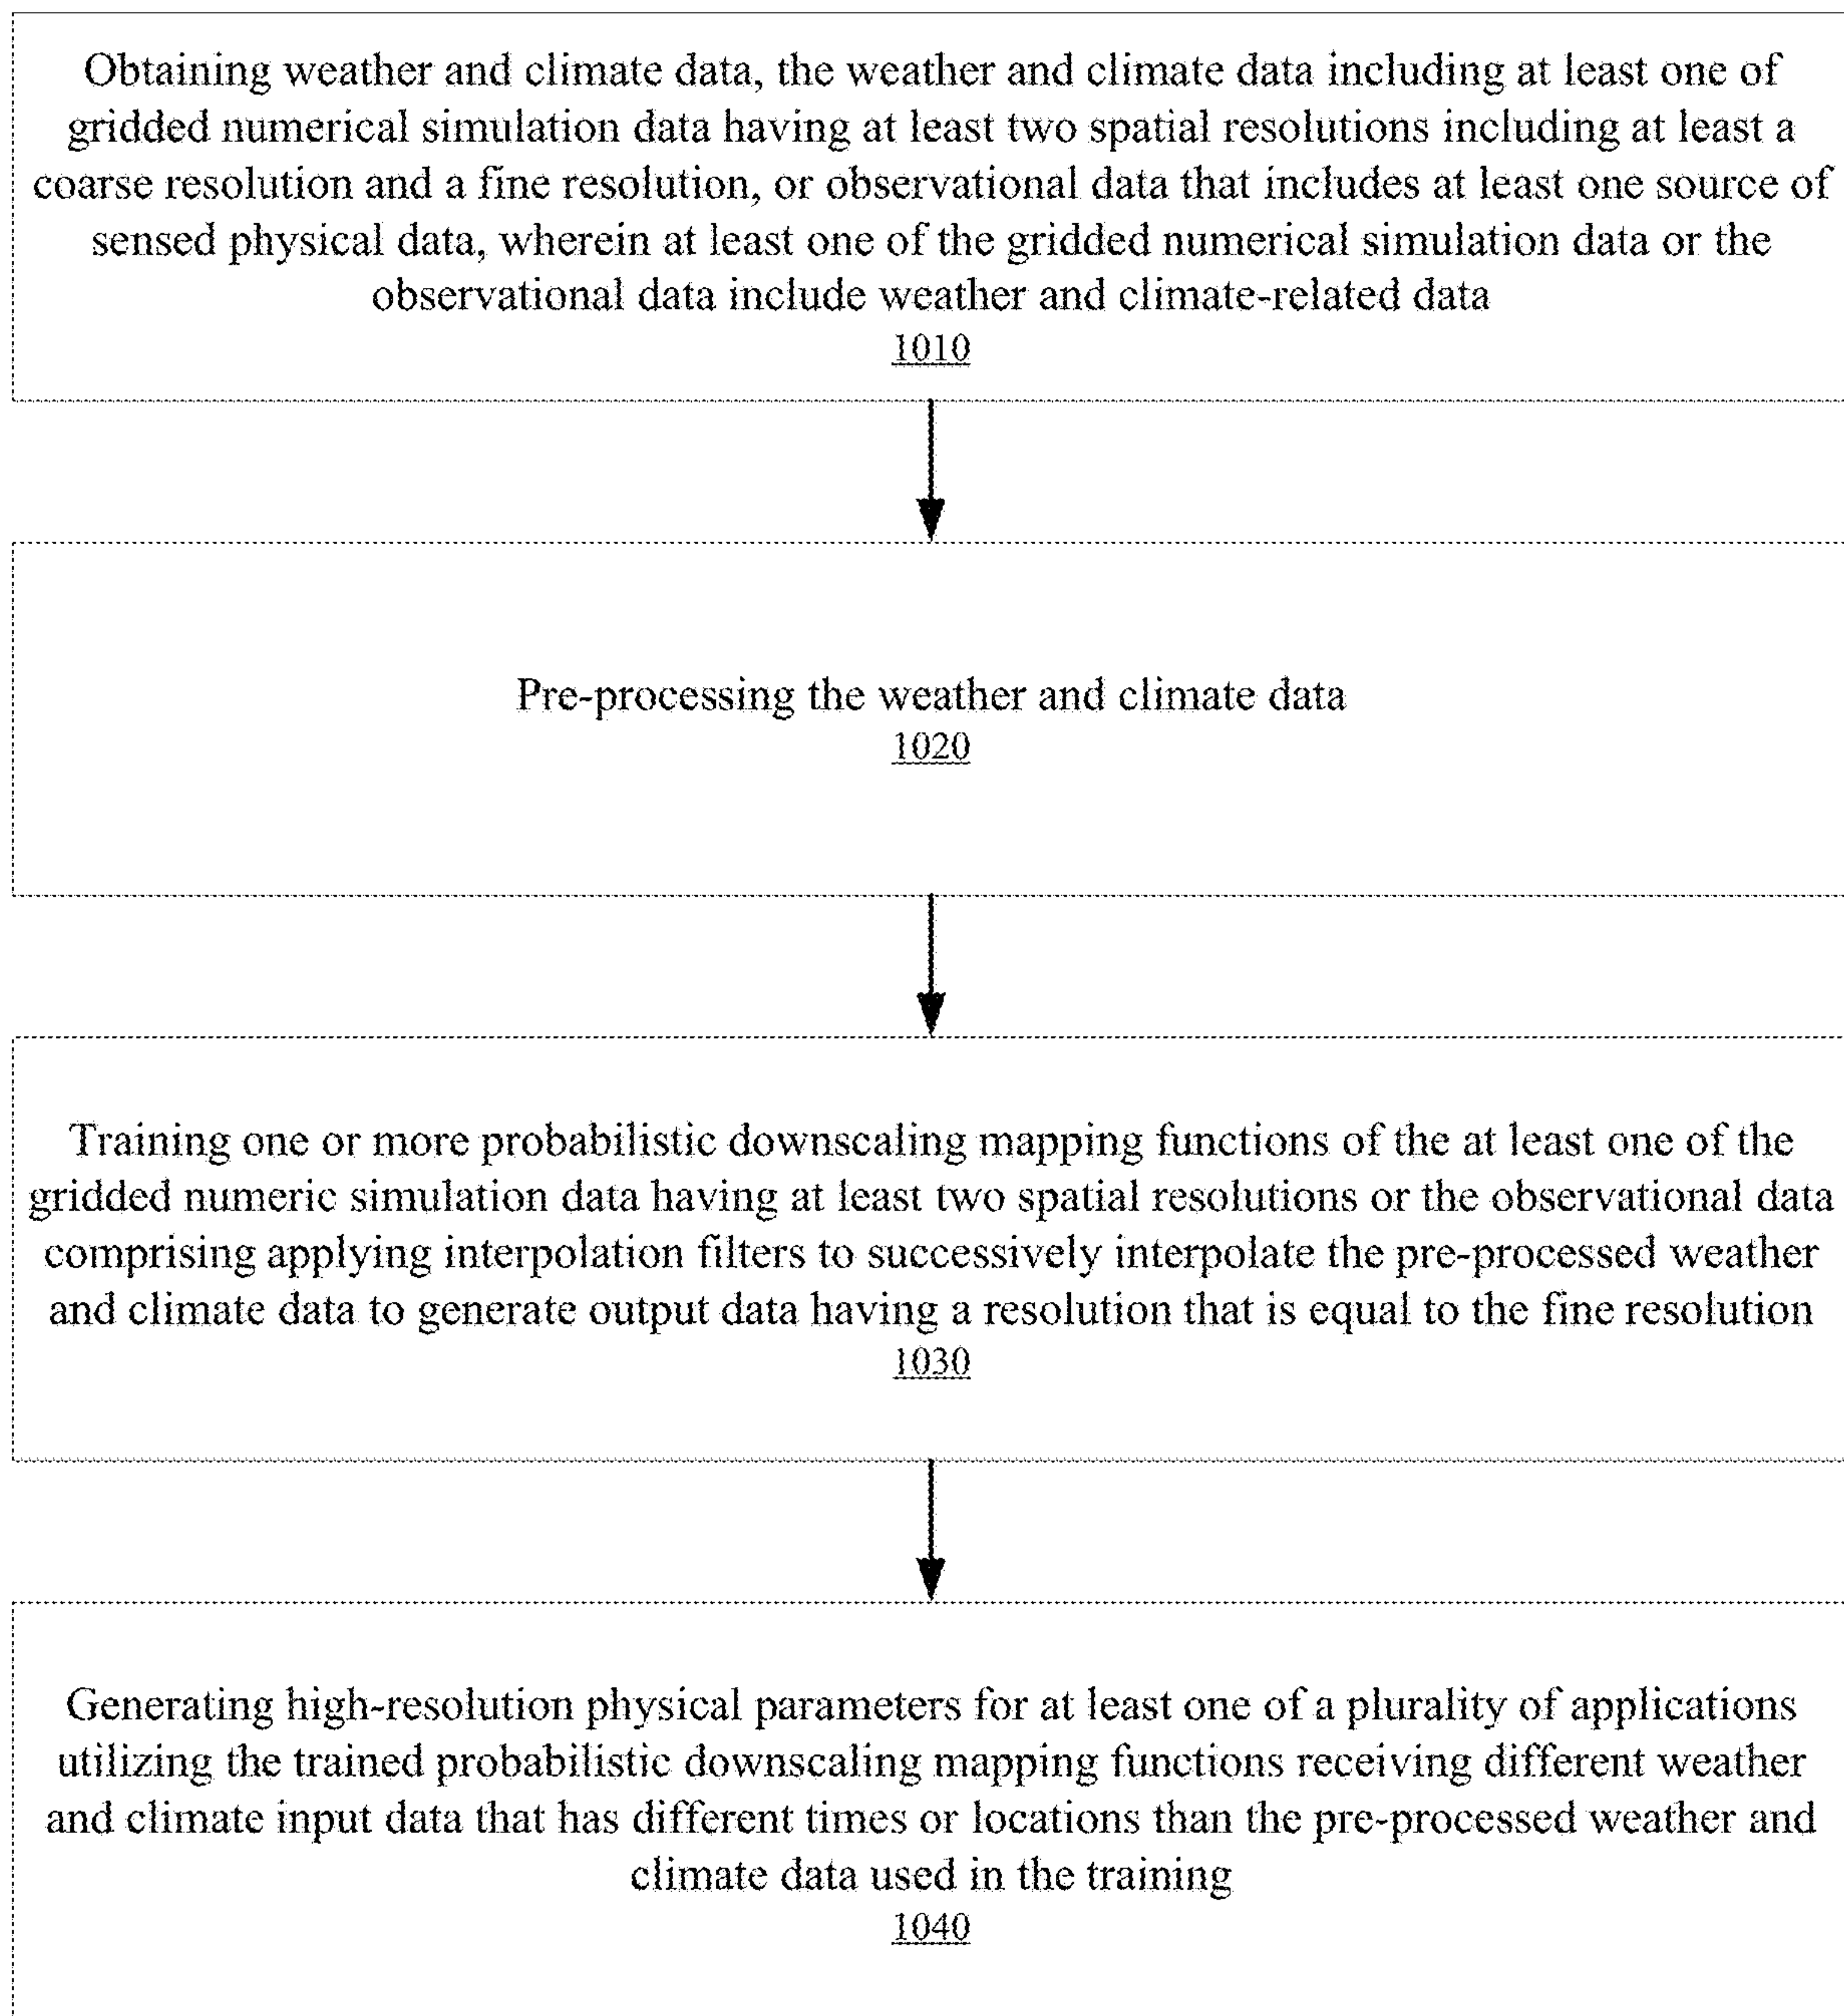 Obtaining weather and climate data, the weather and climate data including at least one of
gridded numerical simulation data having at least two spatial resolutions including at least a
coarse resolution and a fine resolution, or observational data that includes at least one source of
sensed physical data, wherein at least one of the gridded numerical simulation data or the
observational data include weather and climate-related data
1010
Pre-processing the weather and climate data
1020
Training one or more probabilistic downscaling mapping functions of the at least one of the
gridded numeric simulation data having at least two spatial resolutions or the observational data
comprising applying interpolation filters to successively interpolate the pre-processed weather
and climate data to generate output data having a resolution that is equal to the fine resolution
1030
Generating high-resolution physical parameters for at least one of a plurality of applications
utilizing the trained probabilistic downscaling mapping functions receiving different weather
and climate input data that has different times or locations than the pre-processed weather and
climate data used in the training
1040